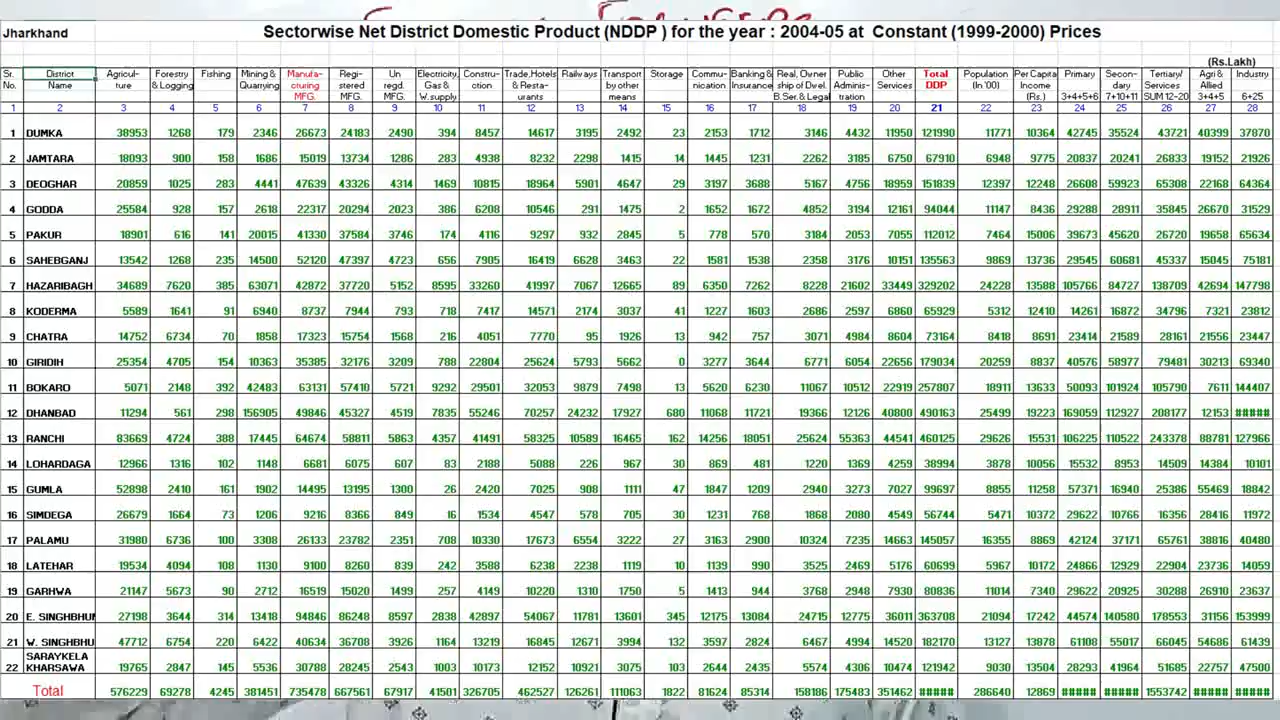 Jharkhand
Sectorwise Net District Domestic Product (NDDP ) for the year : 2004-05 at Constant (1999-2000) Prices
(Rs.Lakh)
Sr. District Agricul- Forestry Fishing Mining & Manufa- Regi- Un Electricity, Constru- Trade,Hotels Railways Transport Storage Commu- Banking & Real, Owner Public Other Total Population Per Capita Primary Secon- Tertiary/ Agri & Industry
No. Name ture & Logging Quarrying cturing stered regd. Gas & ction & Resta- by other nication Insurance ship of Dwel. Adminis- Services DDP (In '00) Income dary Services Allied
MFG. MFG. MFG. W.supply urants means B.Ser.& Legal tration (Rs.) 3+4+5+6 7+10+11 SUM 12-20 3+4+5 6+25
1 2 3 4 5 6 7 8 9 10 11 12 13 14 15 16 17 18 19 20 21 22 23 24 25 26 27 28
1 DUMKA 38953 1268 179 2346 26673 24183 2490 394 8457 14617 3195 2492 23 2153 1712 3146 4432 11950 121990 11771 10364 42745 35524 43721 40399 37870
2 JAMTARA 18093 900 158 1686 15019 13734 1286 283 4938 8232 2298 1415 14 1445 1231 2262 3185 6750 67910 6948 9775 20837 20241 26833 19152 21926
3 DEOGHAR 20859 1025 283 4441 47639 43326 4314 1469 10815 18964 5901 4647 29 3197 3688 5167 4756 18959 151839 12397 12248 26608 59923 65308 22168 64364
4 GODDA 25584 928 157 2618 22317 20294 2023 386 6208 10546 291 1475 2 1652 1672 4852 3194 12161 94044 11147 8436 29288 28911 35845 26670 31529
5 PAKUR 18901 616 141 20015 41330 37584 3746 174 4116 9297 932 2845 5 778 570 3184 2053 7055 112012 7464 15006 39673 45620 26720 19658 65634
6 SAHEBGANJ 13542 1268 235 14500 52120 47397 4723 656 7905 16419 6628 3463 22 1581 1538 2358 3176 10151 135563 9869 13736 29545 60681 45337 15045 75181
7 HAZARIBAGH 34689 7620 385 63071 42872 37720 5152 8595 33260 41997 7067 12665 89 6350 7262 8228 21602 33449 329202 24228 13588 105766 84727 138709 42694 147798
8 KODERMA 5589 1641 91 6940 8737 7944 793 718 7417 14571 2174 3037 41 1227 1603 2686 2597 6860 65929 5312 12410 14261 16872 34796 7321 23812
9 CHATRA 14752 6734 70 1858 17323 15754 1568 216 4051 7770 95 1926 13 942 757 3071 4984 8604 73164 8418 8691 23414 21589 28161 21556 23447
10 GIRIDIH 25354 4705 154 10363 35385 32176 3209 788 22804 25624 5793 5662 0 3277 3644 6771 6054 22656 179034 20259 8837 40576 58977 79481 30213 69340
11 BOKARO 5071 2148 392 42483 63131 57410 5721 9292 29501 32053 9879 7498 13 5620 6230 11067 10512 22919 257807 18911 13633 50093 101924 105790 7611 144407
12 DHANBAD 11294 561 298 156905 49846 45327 4519 7835 55246 70257 24232 17927 680 11068 11721 19366 12126 40800 490163 25499 19223 169059 112927 208177 12153 #####
13 RANCHI 83669 4724 388 17445 64674 58811 5863 4357 41491 58325 10589 16465 162 14256 18051 25624 55363 44541 460125 29626 15531 106225 110522 243378 88781 127966
14 LOHARDAGA 12966 1316 102 1148 6681 6075 607 83 2188 5088 226 967 30 869 481 1220 1369 4259 38994 3878 10056 15532 8953 14509 14384 10101
15 GUMLA 52898 2410 161 1902 14495 13195 1300 26 2420 7025 908 1111 47 1847 1209 2940 3273 7027 99697 8855 11258 57371 16940 25386 55469 18842
16 SIMDEGA 26679 1664 73 1206 9216 8366 849 16 1534 4547 578 705 30 1231 768 1868 2080 4549 56744 5471 10372 29622 10766 16356 28416 11972
17 PALAMU 31980 6736 100 3308 26133 23782 2351 708 10330 17673 6554 3222 27 3163 2900 10324 7235 14663 145057 16355 8869 42124 37171 65761 38816 40480
18 LATEHAR 19534 4094 108 1130 9100 8260 839 242 3588 6238 2238 1119 10 1139 990 3525 2469 5176 60699 5967 10172 24866 12929 22904 23736 14059
19 GARHWA 21147 5673 90 2712 16519 15020 1499 257 4149 10220 1310 1750 5 1413 944 3768 2948 7930 80836 11014 7340 29622 20925 30288 26910 23637
20 E. SINGHBHUM 27198 3644 311 13418 94846 86248 8597 2838 42897 54067 11781 13601 345 12175 13084 24715 12775 36011 363708 21094 17242 44574 140580 178553 31156 153999
21 W. SINGHBHU 47712 6754 220 6422 40634 36708 3926 1164 13219 16845 12671 3994 132 3597 2824 6467 4994 14520 182170 13127 13878 61108 55017 66045 54686 61439
SARAYKELA
22 KHARSAWA 19765 2847 145 5536 30788 28245 2543 1003 10173 12152 10921 3075 103 2644 2435 5574 4306 10474 121942 9030 13504 28293 41964 51685 22757 47500
Total 576229 69278 4245 381451 735478 667561 67917 41501 326705 462527 126261 111063 1822 81624 85314 158186 175483 351462 ##### 286640 12869 ##### ##### 1553742 ##### #####